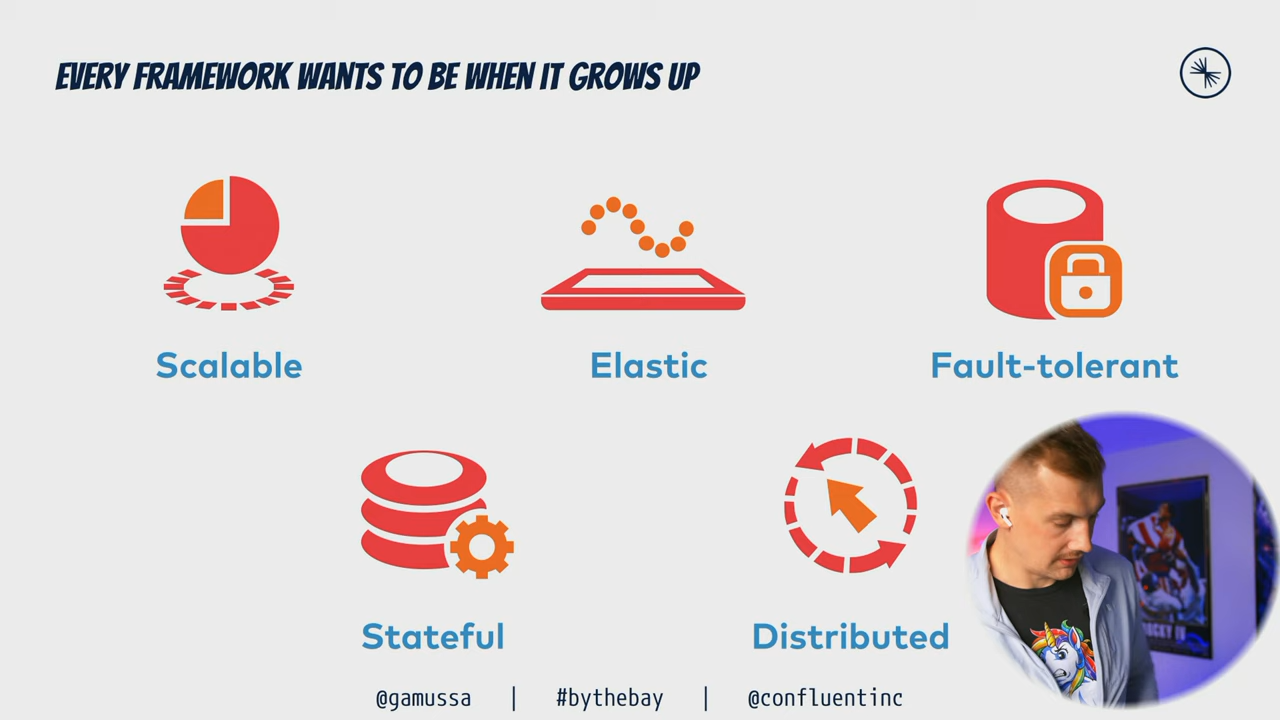 EVERY FRAMEWORK WANTS TO BE WHEN IT GROWS UP
Scalable
Elastic
Fault-tolerant
Stateful
Distributed
@gamussa | #bythebay | @confluentinc